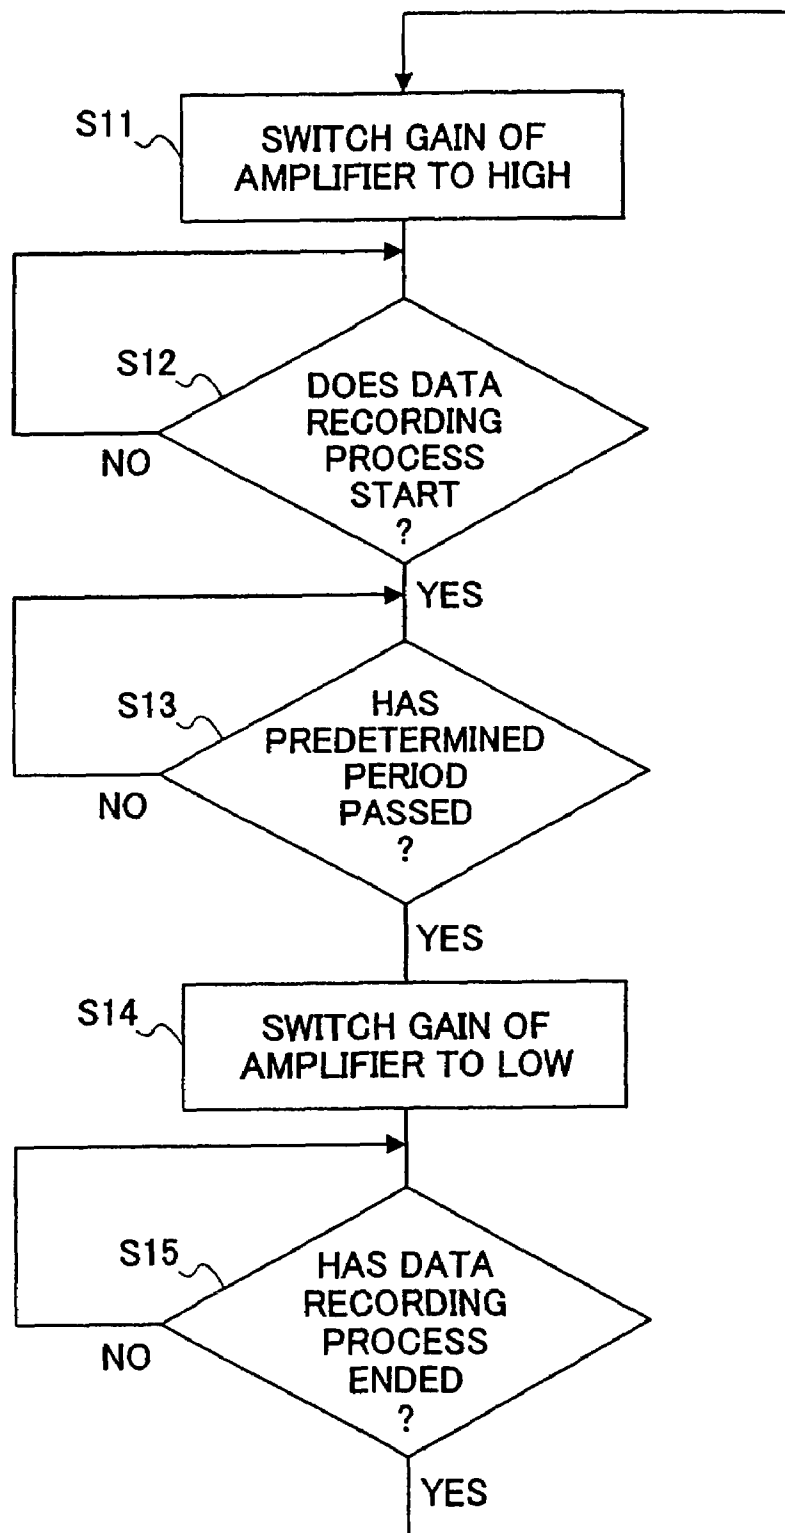 S11
SWITCH GAIN OF
AMPLIFIER TO HIGH
S12
DOES DATA
RECORDING
PROCESS
START
?
NO
YES
S13
HAS
PREDETERMINED
PERIOD
PASSED
?
NO
YES
S14
SWITCH GAIN OF
AMPLIFIER TO LOW
S15
HAS DATA
RECORDING
PROCESS
ENDED
?
NO
YES